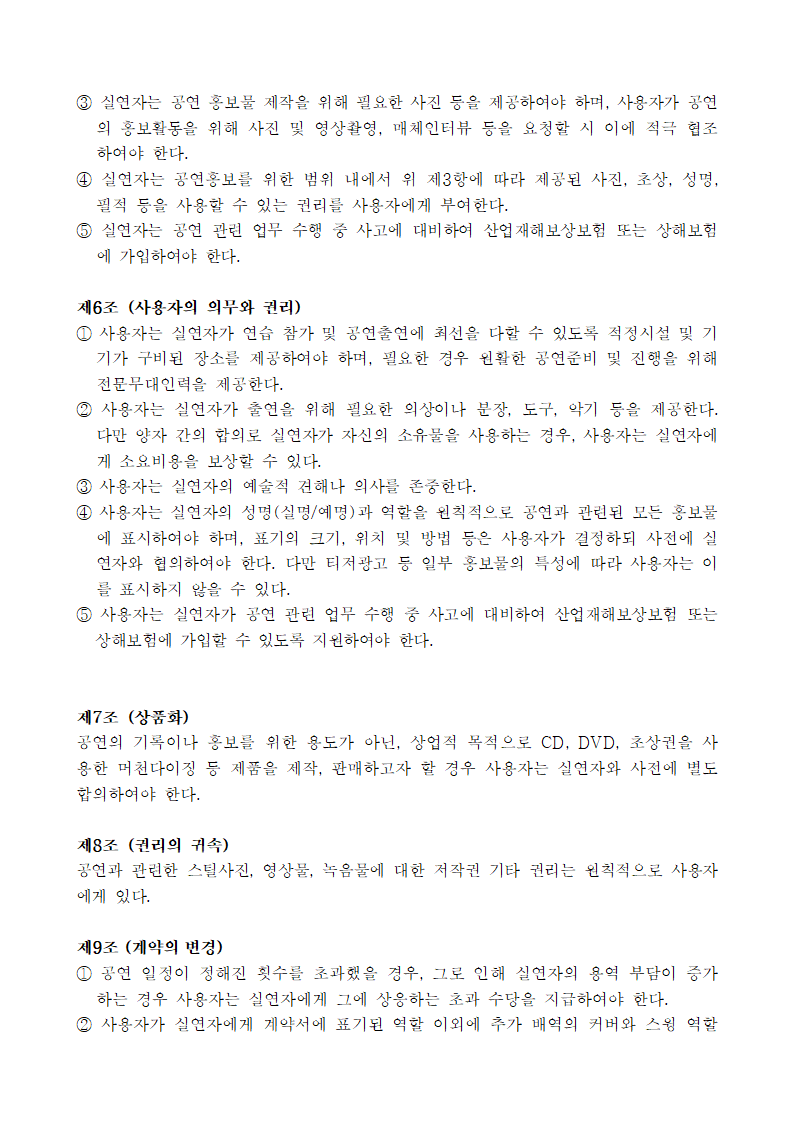 ③ 실연자는 공연 홍보물 제작을 위해 필요한 사진 등을 제공하여야 하며, 사용자가 공연
의 홍보활동을 위해 사진 및 영상촬영, 매체인터뷰 등을 요청할 시 이에 적극 협조
하여야 한다.
④ 실연자는 공연홍보를 위한 범위 내에서 위 제3항에 따라 제공된 사진, 초상, 성명,
필적 등을 사용할 수 있는 권리를 사용자에게 부여한다.
⑤ 실연자는 공연 관련 업무 수행 중 사고에 대비하여 산업재해보상보험 또는 상해보험
에 가입하여야 한다.
제6조 (사용자의 의무와 권리)
① 사용자는 실연자가 연습 참가 및 공연출연에 최선을 다할 수 있도록 적정시설 및 기
기가 구비된 장소를 제공하여야 하며, 필요한 경우 원활한 공연준비 및 진행을 위해
전문무대인력을 제공한다.
② 사용자는 실연자가 출연을 위해 필요한 의상이나 분장, 도구, 악기 등을 제공한다.
다만 양자 간의 합의로 실연자가 자신의 소유물을 사용하는 경우, 사용자는 실연자에
게 소요비용을 보상할 수 있다.
③ 사용자는 실연자의 예술적 견해나 의사를 존중한다.
④ 사용자는 실연자의 성명(실명/예명)과 역할을 원칙적으로 공연과 관련된 모든 홍보물
에 표시하여야 하며, 표기의 크기, 위치 및 방법 등은 사용자가 결정하되 사전에 실
연자와 협의하여야 한다. 다만 티저광고 등 일부 홍보물의 특성에 따라 사용자는 이
를 표시하지 않을 수 있다.
⑤ 사용자는 실연자가 공연 관련 업무 수행 중 사고에 대비하여 산업재해보상보험 또는
상해보험에 가입할 수 있도록 지원하여야 한다.
제7조 (상품화)
공연의 기록이나 홍보를 위한 용도가 아닌, 상업적 목적으로 CD, DVD, 초상권을 사
용한 머천다이징 등 제품을 제작, 판매하고자 할 경우 사용자는 실연자와 사전에 별도
합의하여야 한다.
제8조 (권리의 귀속)
공연과 관련한 스틸사진, 영상물, 녹음물에 대한 저작권 기타 권리는 원칙적으로 사용자
에게 있다.
제9조 (계약의 변경)
① 공연 일정이 정해진 횟수를 초과했을 경우, 그로 인해 실연자의 용역 부담이 증가
하는 경우 사용자는 실연자에게 그에 상응하는 초과 수당을 지급하여야 한다.
② 사용자가 실연자에게 계약서에 표기된 역할 이외에 추가 배역의 커버와 스윙 역할